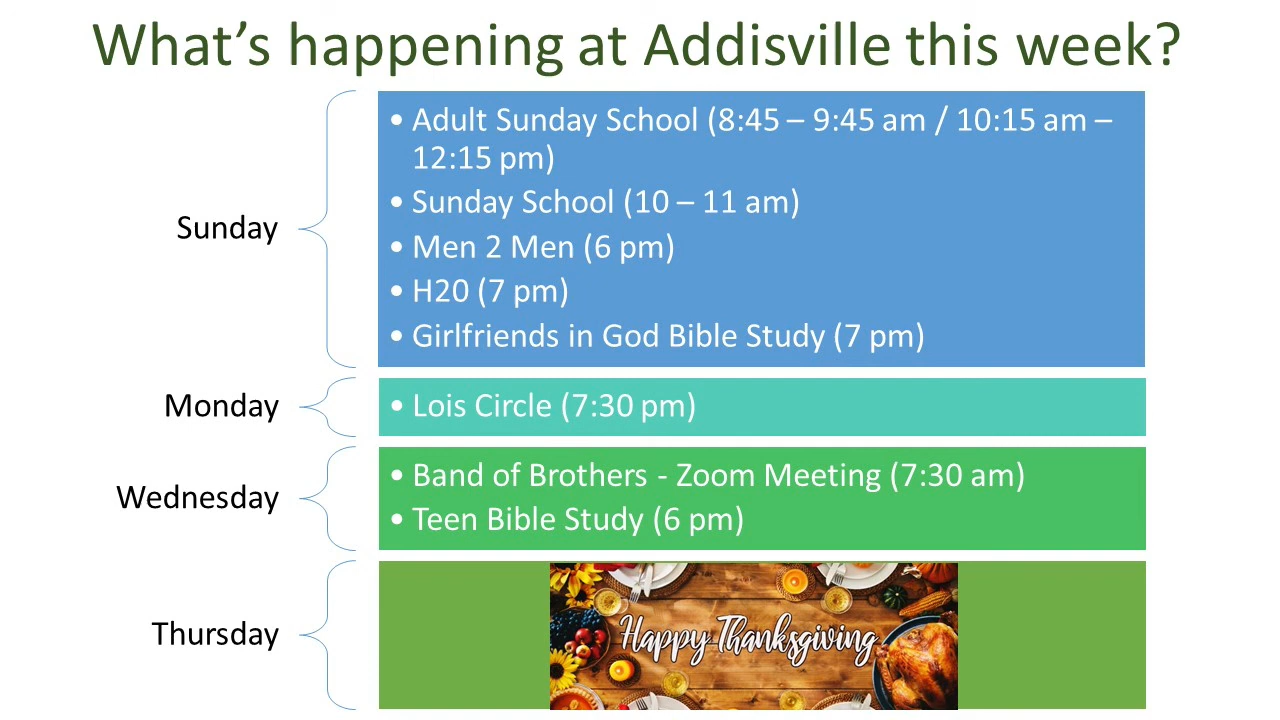 What’s happening at Addisville this week?
Sunday
• Adult Sunday School (8:45 – 9:45 am / 10:15 am –
12:15 pm)
• Sunday School (10 – 11 am)
• Men 2 Men (6 pm)
• H20 (7 pm)
• Girlfriends in God Bible Study (7 pm)
Monday
• Lois Circle (7:30 pm)
Wednesday
• Band of Brothers - Zoom Meeting (7:30 am)
• Teen Bible Study (6 pm)
Thursday
Happy Thanksgiving